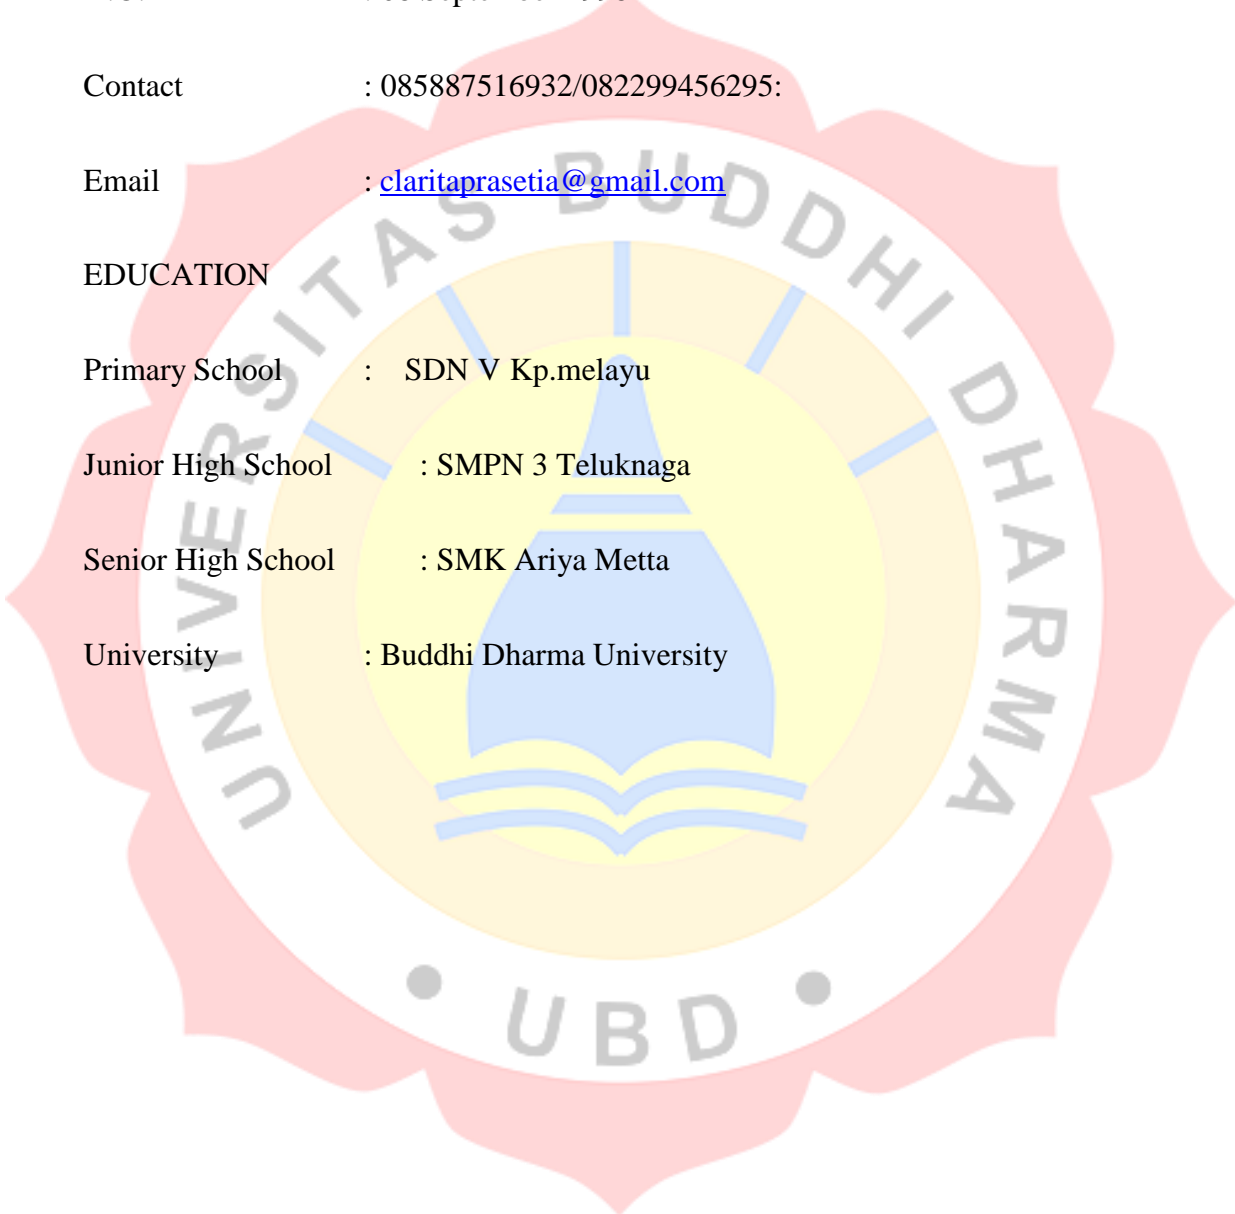 Contact : 085887516932/082299456295:
Email : claritaprasetia@gmail.com
EDUCATION
Primary School : SDN V Kp.melayu
Junior High School : SMPN 3 Teluknaga
Senior High School : SMK Ariya Metta
University : Buddhi Dharma University
UNIVERSITAS BUDDHI DHARMA
• UBD •